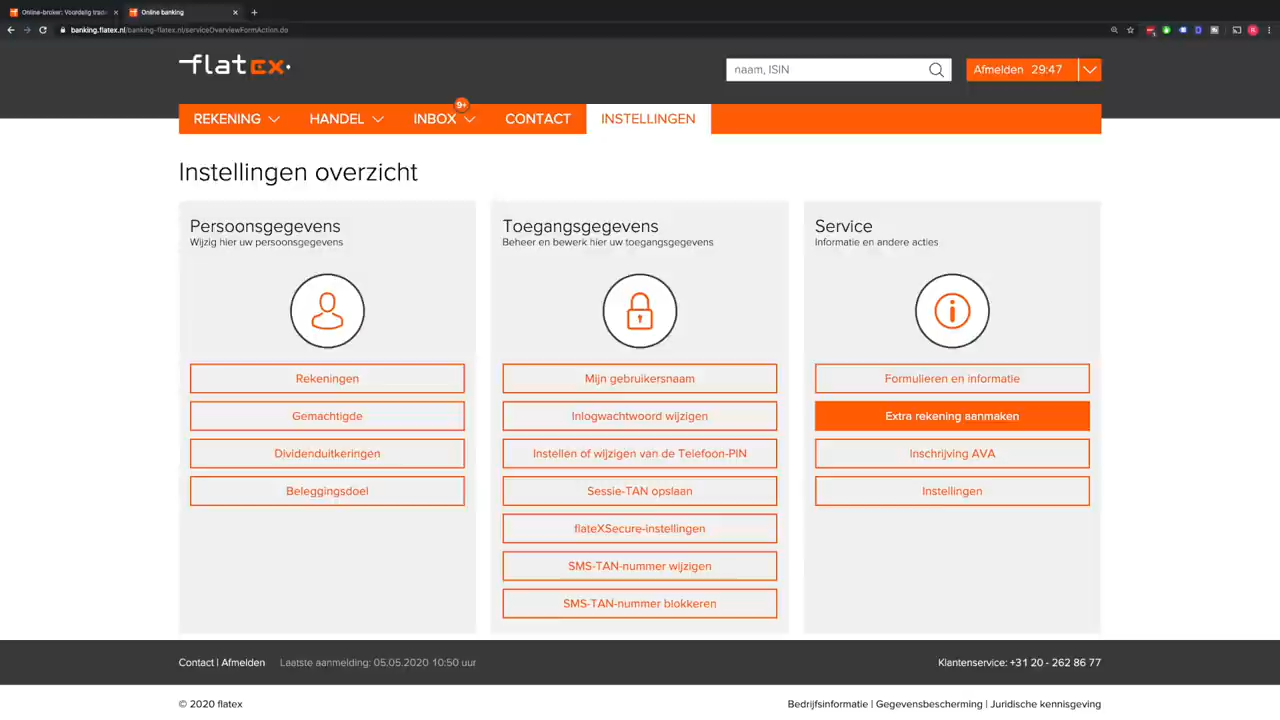 Online-broker: Voordelig trade
Online banking
banking.flatex.nl/banking-flatex.nl/serviceOverviewFormAction.do
flatex
naam, ISIN
Afmelden 29:47
9+
REKENING HANDEL INBOX CONTACT INSTELLINGEN
Instellingen overzicht
Persoonsgegevens
Wijzig hier uw persoonsgegevens
Rekeningen
Gemachtigde
Dividenduitkeringen
Beleggingsdoel
Toegangsgegevens
Beheer en bewerk hier uw toegangsgegevens
Mijn gebruikersnaam
Inlogwachtwoord wijzigen
Instellen of wijzigen van de Telefoon-PIN
Sessie-TAN opslaan
flateXSecure-instellingen
SMS-TAN-nummer wijzigen
SMS-TAN-nummer blokkeren
Service
Informatie en andere acties
Formulieren en informatie
Extra rekening aanmaken
Inschrijving AVA
Instellingen
Contact | Afmelden Laatste aanmelding: 05.05.2020 10:50 uur
Klantenservice: +31 20 - 262 86 77
© 2020 flatex
Bedrijfsinformatie | Gegevensbescherming | Juridische kennisgeving